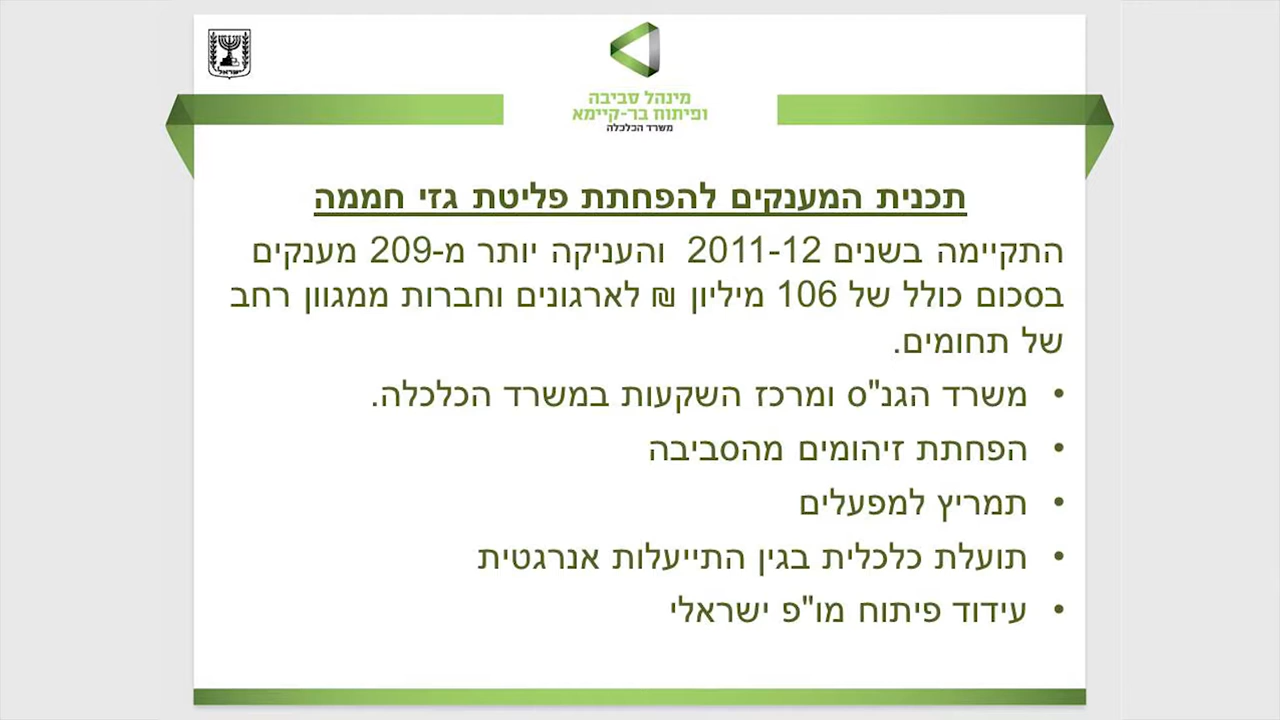 ישראל
מינהל סביבה
ופיתוח בר-קיימא
משרד הכלכלה
תכנית המענקים להפחתת פליטת גזי חממה
התקיימה בשנים 2011-12 והעניקה יותר מ-209 מענקים
בסכום כולל של 106 מיליון ₪ לארגונים וחברות ממגוון רחב
של תחומים.
• משרד הגנ"ס ומרכז השקעות במשרד הכלכלה.
• הפחתת זיהומים מהסביבה
• תמריץ למפעלים
• תועלת כלכלית בגין התייעלות אנרגטית
• עידוד פיתוח מו"פ ישראלי